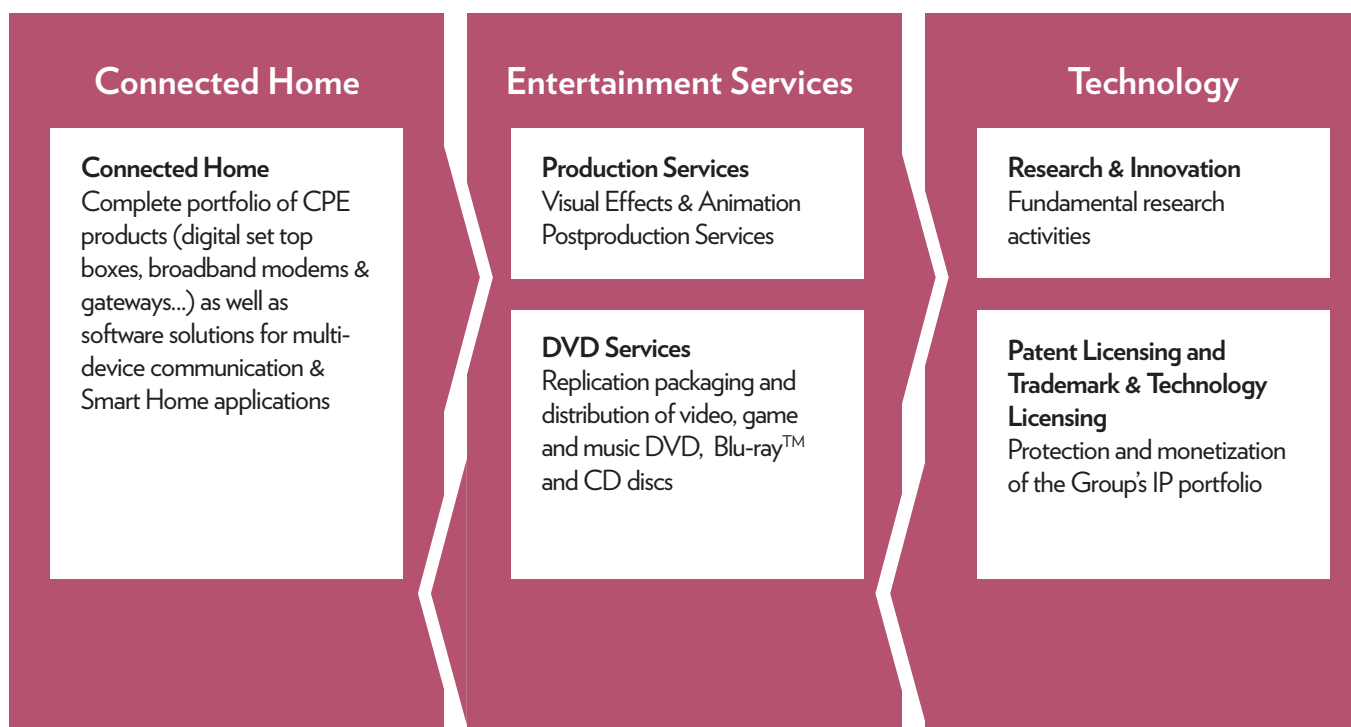 Connected Home
Connected Home
Complete portfolio of CPE
products (digital set top
boxes, broadband modems &
gateways...) as well as
software solutions for multi-
device communication &
Smart Home applications
Entertainment Services
Production Services
Visual Effects & Animation
Postproduction Services
DVD Services
Replication packaging and
distribution of video, game
and music DVD, Blu-ray™
and CD discs
Technology
Research & Innovation
Fundamental research
activities
Patent Licensing and
Trademark & Technology
Licensing
Protection and monetization
of the Group's IP portfolio